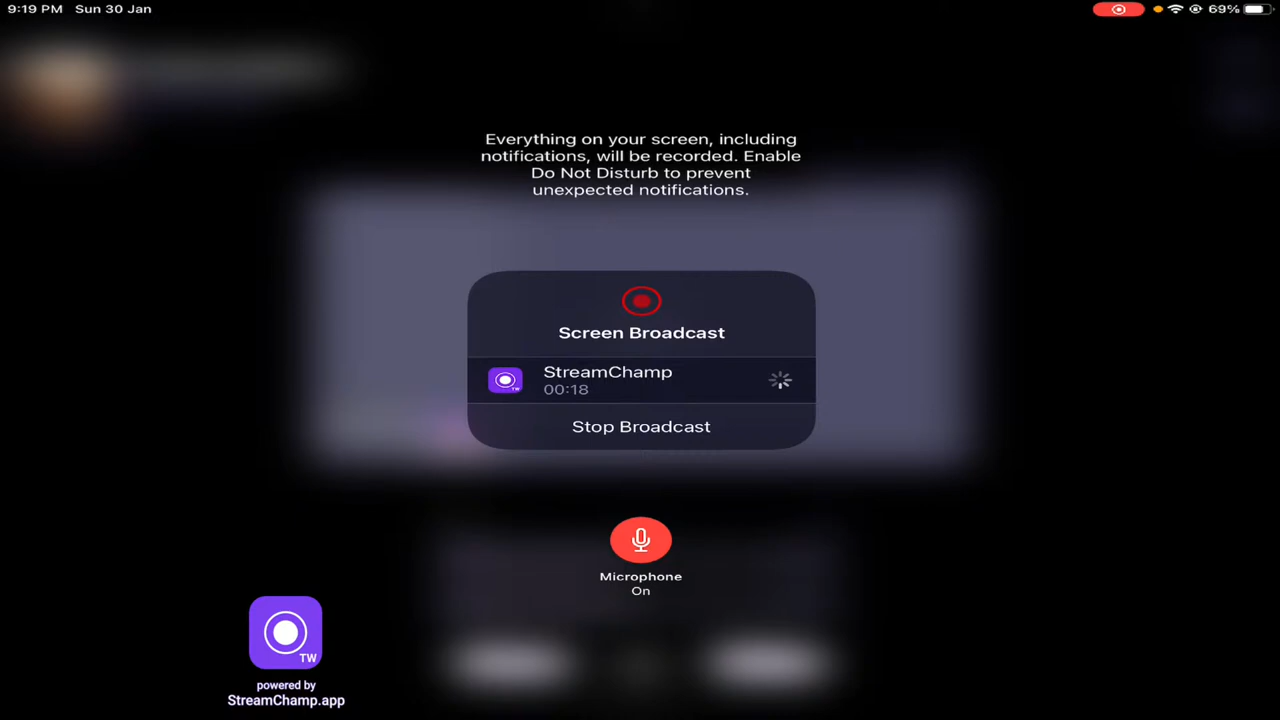 9:19 PM Sun 30 Jan
69%
Everything on your screen, including
notifications, will be recorded. Enable
Do Not Disturb to prevent
unexpected notifications.
Screen Broadcast
StreamChamp
00:18
TW
Stop Broadcast
Microphone
On
TW
powered by
StreamChamp.app